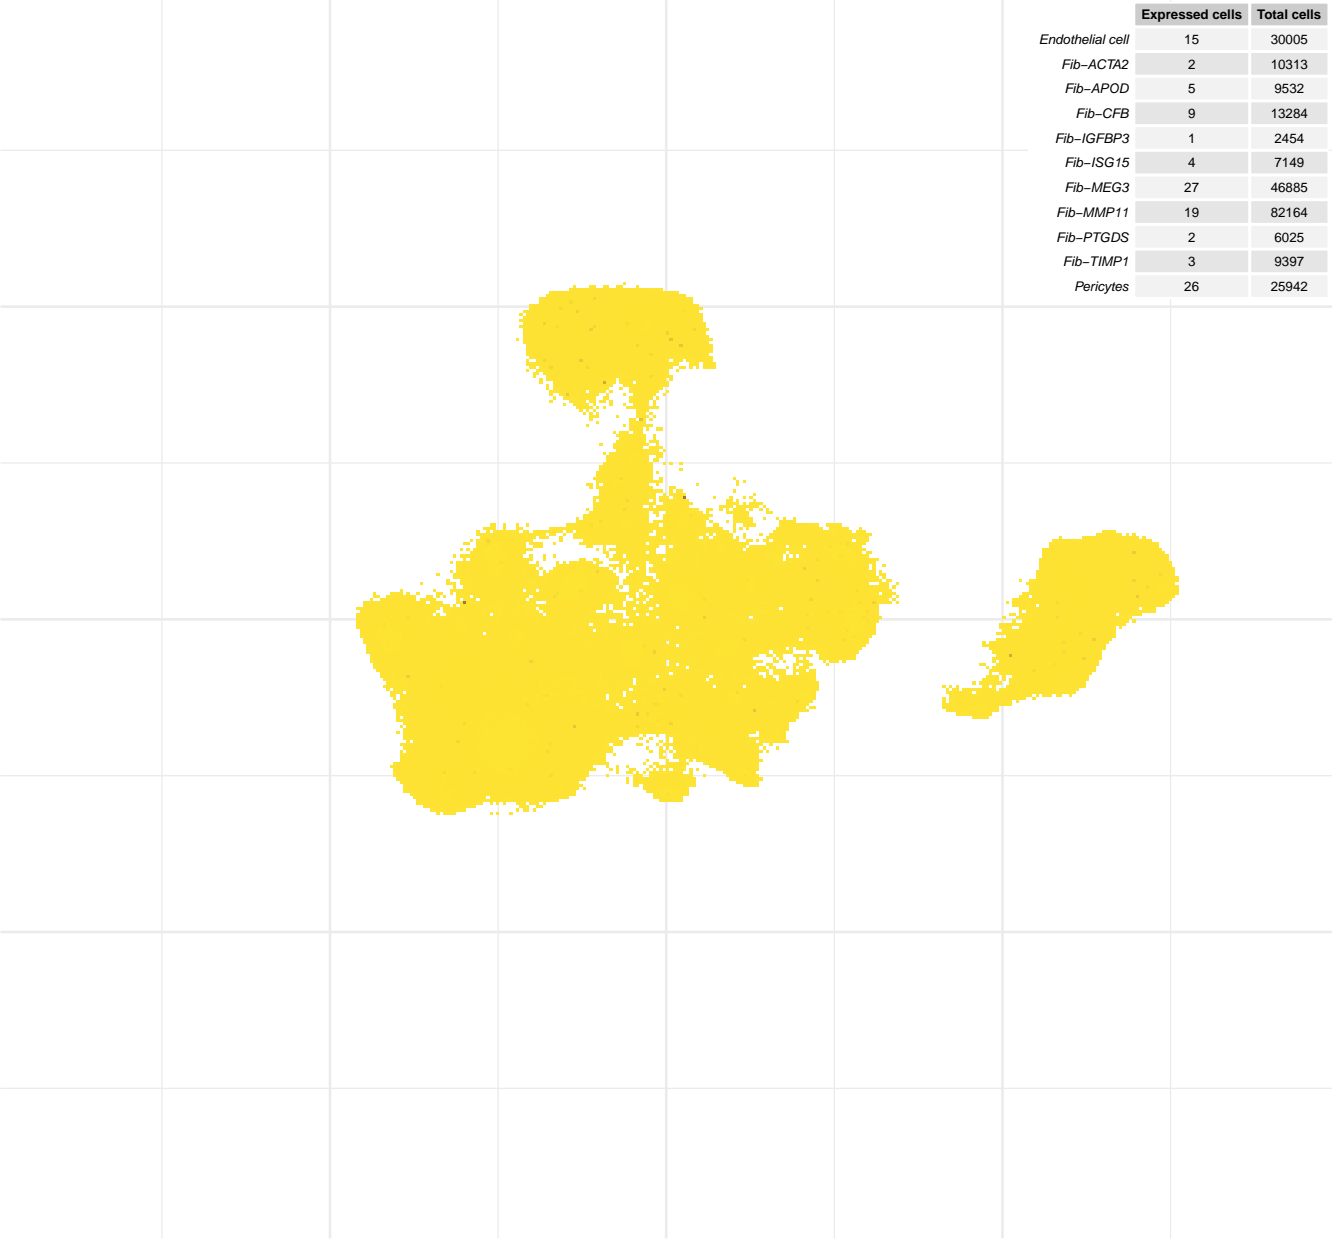 Expressed cells Total cells
Endothelial cell 15 30005
Fib−ACTA2 2 10313
Fib−APOD 5 9532
Fib−CFB 9 13284
Fib−IGFBP3 1 2454
Fib−ISG15 4 7149
Fib−MEG3 27 46885
Fib−MMP11 19 82164
Fib−PTGDS 2 6025
Fib−TIMP1 3 9397
Pericytes 26 25942